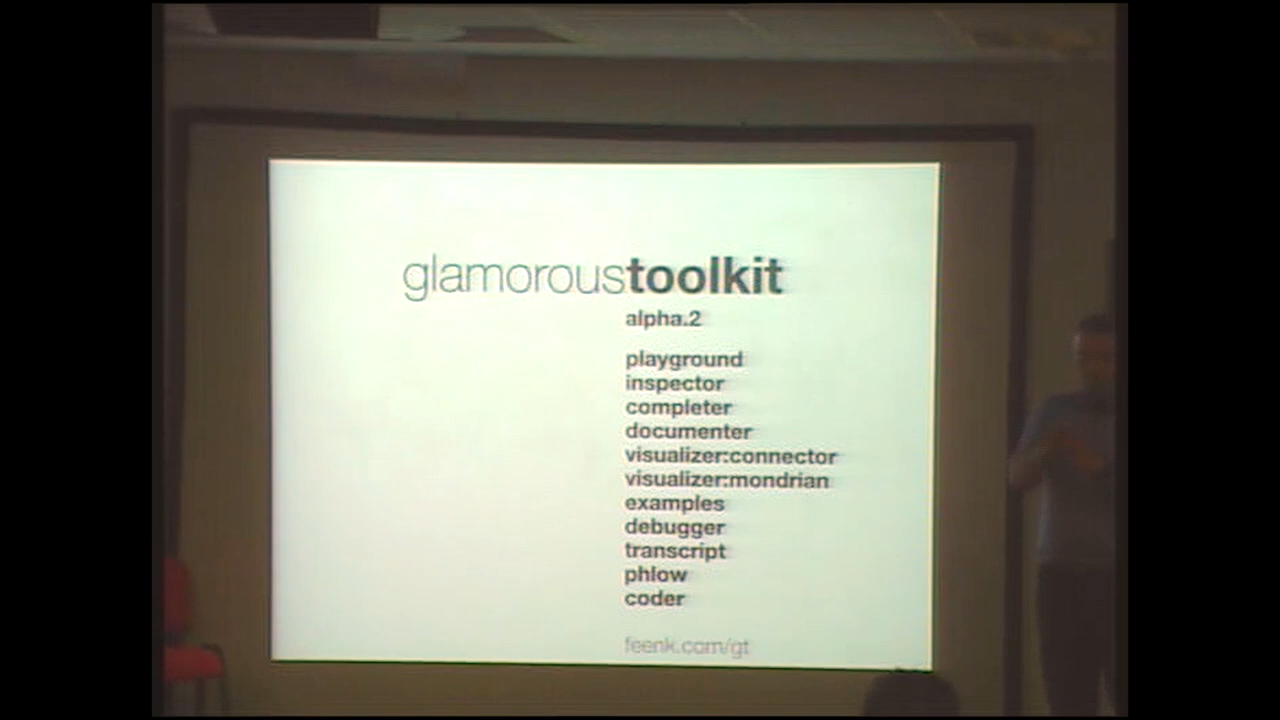 glamoroustoolkit
alpha.2
playground
inspector
completer
documenter
visualizer:connector
visualizer:mondrian
examples
debugger
transcript
phlow
coder
feenk.com/gt